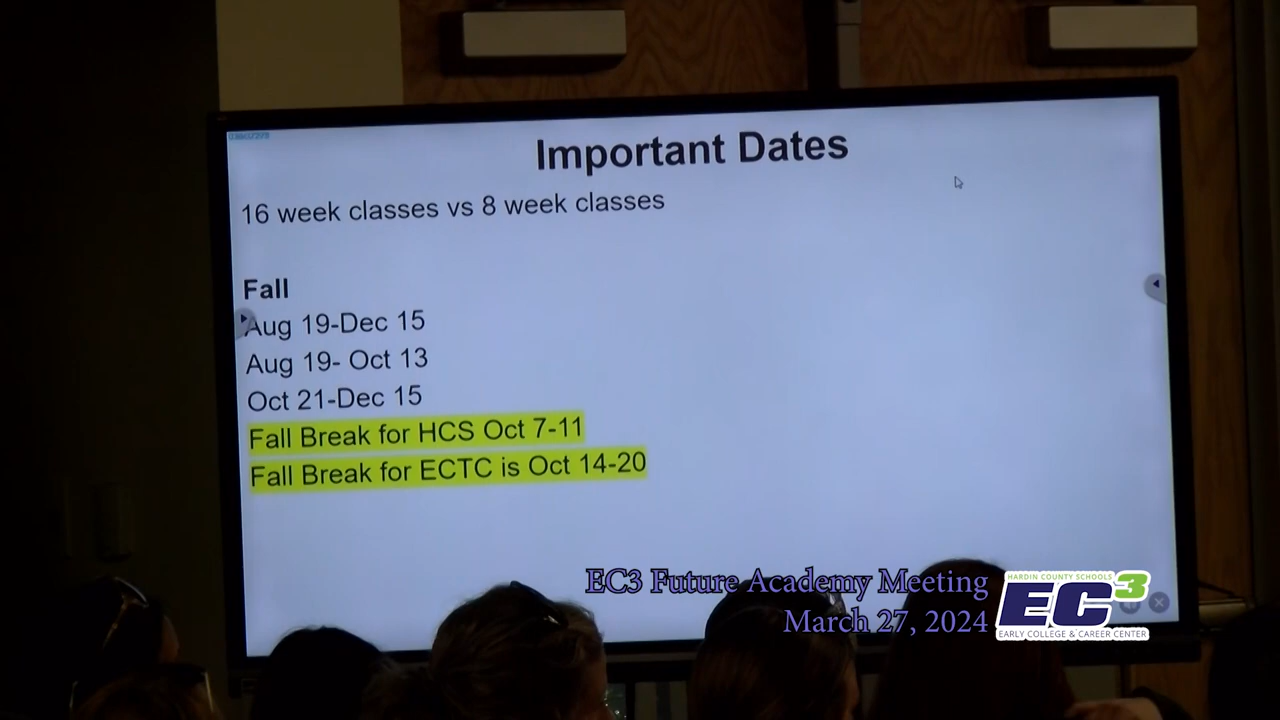 Important Dates
16 week classes vs 8 week classes
Fall
Aug 19-Dec 15
Aug 19- Oct 13
Oct 21-Dec 15
Fall Break for HCS Oct 7-11
Fall Break for ECTC is Oct 14-20
EC3 Future Academy Meeting
March 27, 2024
HARDIN COUNTY SCHOOLS
EC3
EARLY COLLEGE & CAREER CENTER